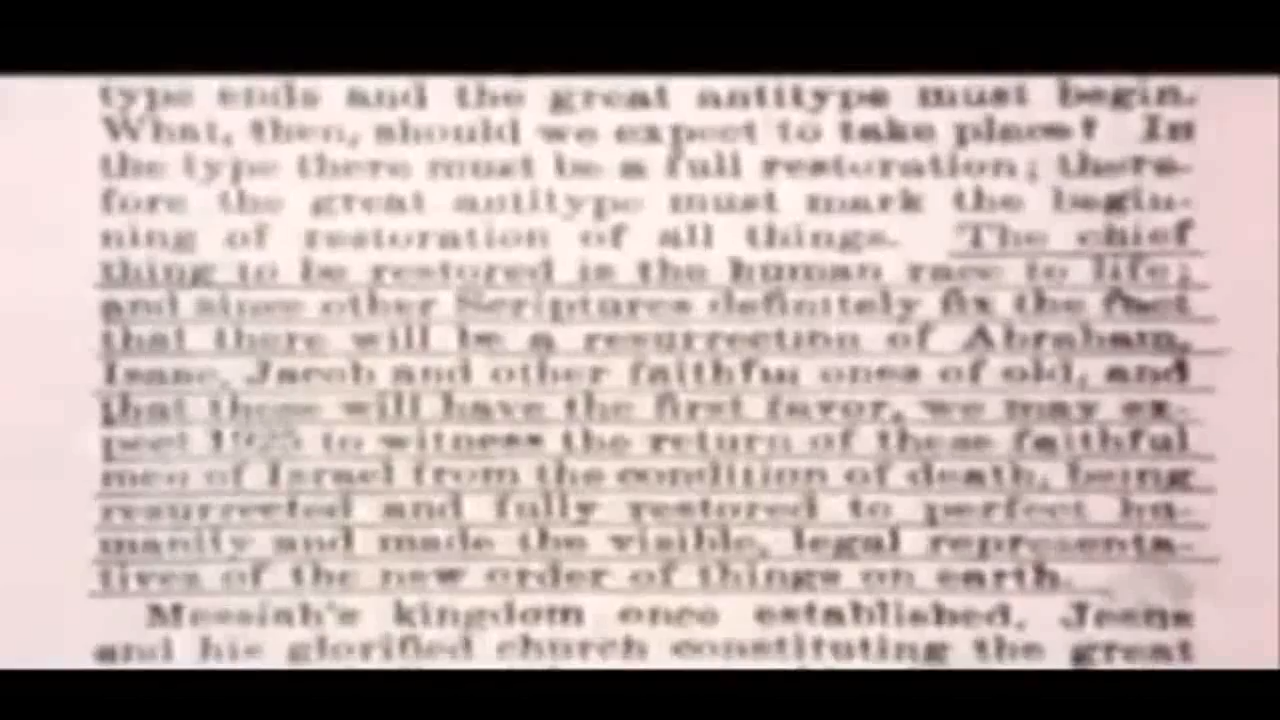 type ends and the great antitype must begin.
What, then, should we expect to take place? In
the type there must be a full restoration; there-
fore the great antitype must mark the begin-
ning of restoration of all things. The chief
thing to be restored is the human race to life;
and since other Scriptures definitely fix the fact
that there will be a resurrection of Abraham,
Isaac, Jacob and other faithful ones of old, and
that these will have the first favor, we may ex-
pect 1925 to witness the return of these faithful
men of Israel from the condition of death, being
resurrected and fully restored to perfect hu-
manity and made the visible, legal representa-
tives of the new order of things on earth.
Messiah's kingdom once established, Jesus
and his glorified church constituting the great